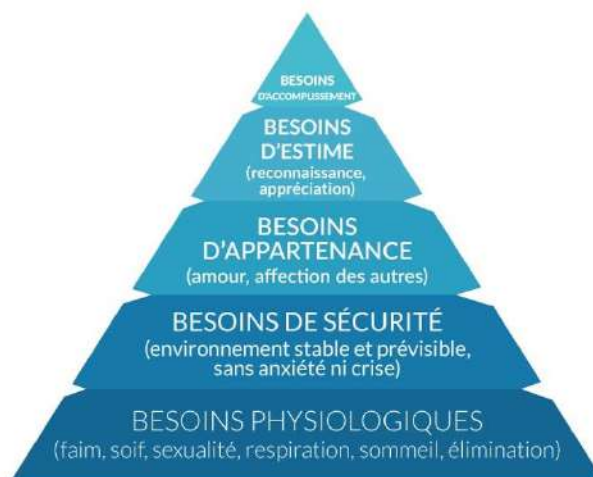 BESOINS
D'ACCOMPLISSEMENT
BESOINS
D'ESTIME
(reconnaissance,
appréciation)
BESOINS
D'APPARTENANCE
(amour, affection des autres)
BESOINS DE SÉCURITÉ
(environnement stable et prévisible,
sans anxiété ni crise)
BESOINS PHYSIOLOGIQUES
(faim, soif, sexualité, respiration, sommeil, élimination)